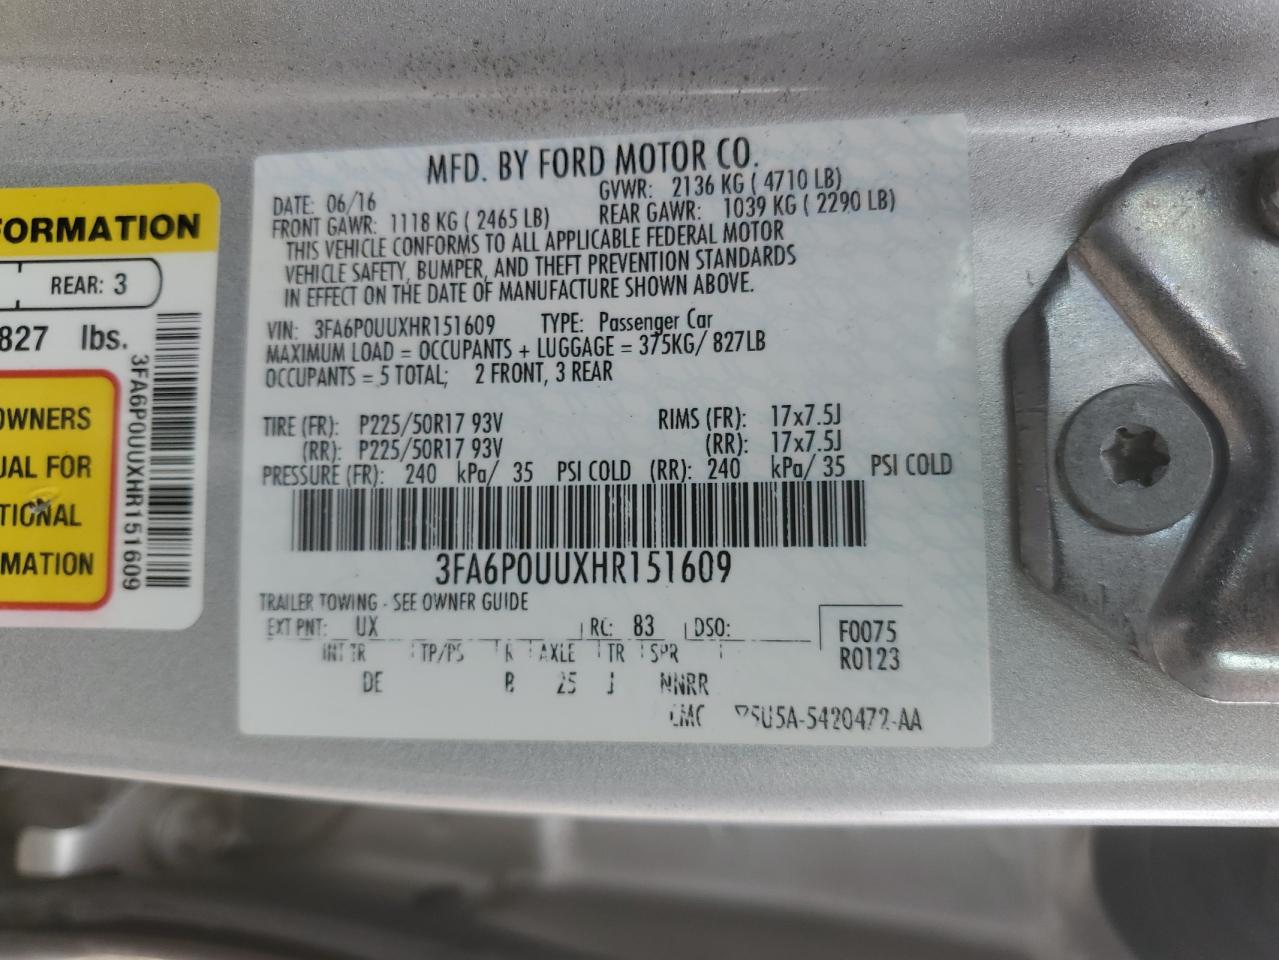 FORMATION
REAR: 3
827 lbs.
OWNERS
UAL FOR
TIONAL
MATION
3FA6P0UUXHR151609
MFD. BY FORD MOTOR CO.
DATE: 06/16 GVWR: 2136 KG ( 4710 LB)
FRONT GAWR: 1118 KG ( 2465 LB) REAR GAWR: 1039 KG ( 2290 LB)
THIS VEHICLE CONFORMS TO ALL APPLICABLE FEDERAL MOTOR
VEHICLE SAFETY, BUMPER, AND THEFT PREVENTION STANDARDS
IN EFFECT ON THE DATE OF MANUFACTURE SHOWN ABOVE.
VIN: 3FA6P0UUXHR151609 TYPE: Passenger Car
MAXIMUM LOAD = OCCUPANTS + LUGGAGE = 375KG/ 827LB
OCCUPANTS = 5 TOTAL; 2 FRONT, 3 REAR
TIRE (FR): P225/50R17 93V RIMS (FR): 17x7.5J
(RR): P225/50R17 93V (RR): 17x7.5J
PRESSURE (FR): 240 kPa/ 35 PSI COLD (RR): 240 kPa/ 35 PSI COLD
3FA6P0UUXHR151609
TRAILER TOWING - SEE OWNER GUIDE
EXT PNT: UX RC: 83 DSO: F0075
INT TR TP/PS R AXLE TR SPR R0123
DE B 25 J NNRR
5U5A-5420472-AA